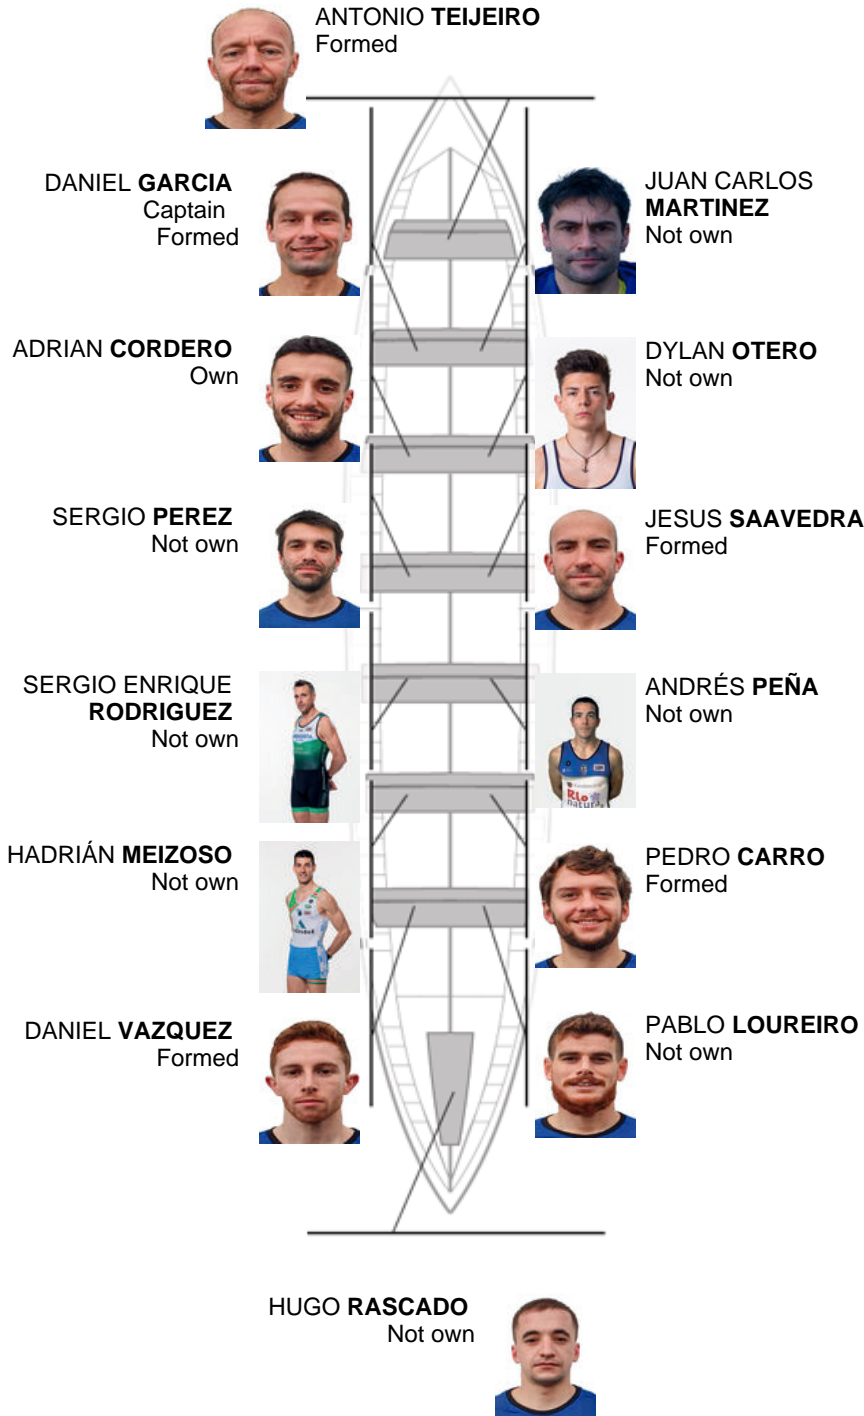 ANTONIO TEIJEIRO
Formed
DANIEL GARCIA
Captain
Formed
JUAN CARLOS
MARTINEZ
Not own
ADRIAN CORDERO
Own
DYLAN OTERO
Not own
SERGIO PEREZ
Not own
JESUS SAAVEDRA
Formed
SERGIO ENRIQUE
RODRIGUEZ
Not own
ANDRÉS PEÑA
Not own
Rio
natura
HADRIÁN MEIZOSO
Not own
PEDRO CARRO
Formed
DANIEL VAZQUEZ
Formed
PABLO LOUREIRO
Not own
HUGO RASCADO
Not own